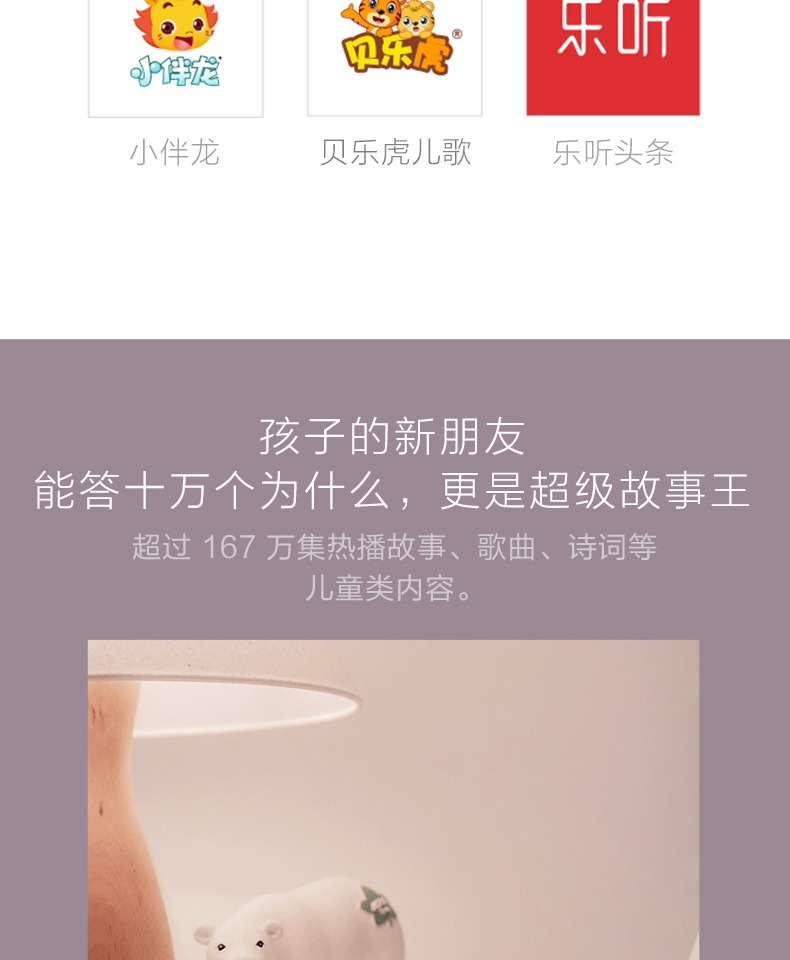 小伴龙
贝乐虎®
乐听
小伴龙
贝乐虎儿歌
乐听头条
孩子的新朋友
能答十万个为什么，更是超级故事王
超过 167 万集热播故事、歌曲、诗词等
儿童类内容。